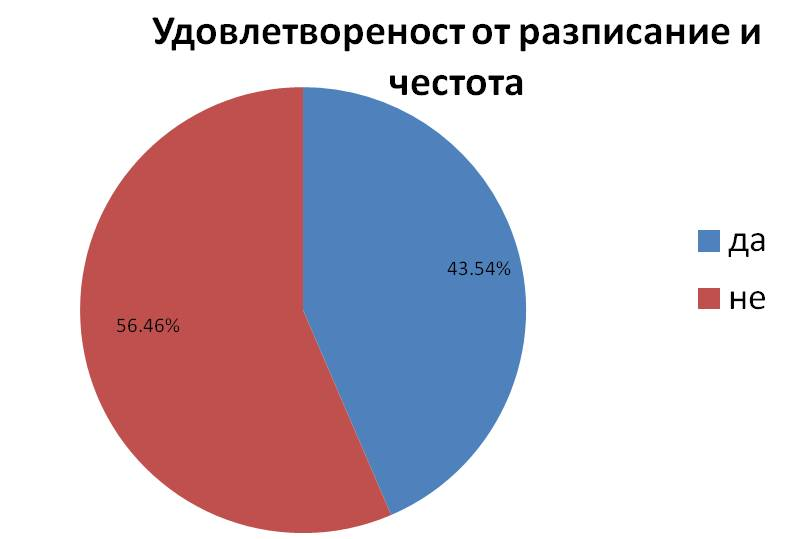 Удовлетвореност от разписание и
честота
43.54%
56.46%
да
не